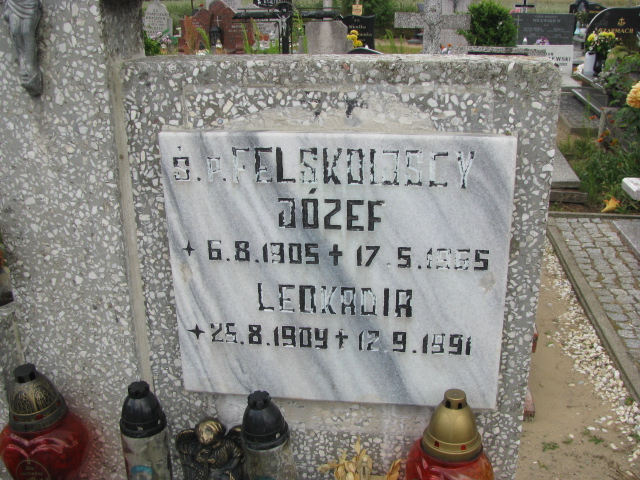 Ś.P. FELSKOWSCY
JÓZEF
6.8.1905 + 17.5.1965
LEOKADIA
25.8.1909 + 12.9.1991